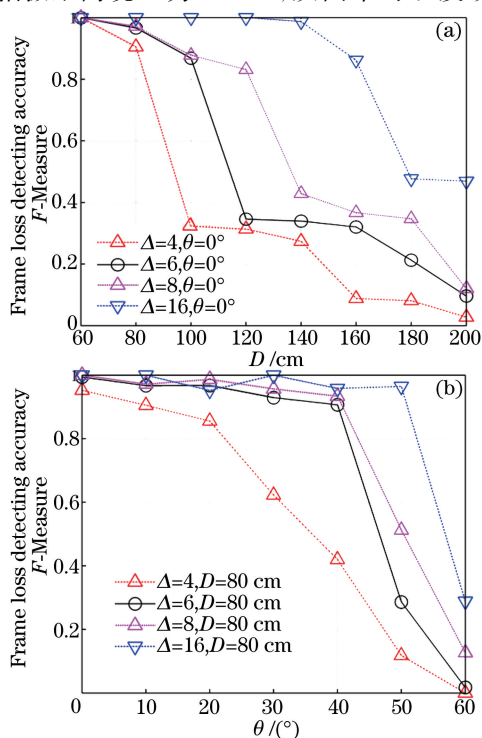 (a)
Frame loss detecting accuracy
F-Measure
0.8
0.6
0.4
0.2
0
Δ=4,θ=0°
Δ=6,θ=0°
Δ=8,θ=0°
Δ=16,θ=0°
60 80 100 120 140 160 180 200
D /cm
(b)
Frame loss detecting accuracy
F-Measure
0.8
0.6
0.4
0.2
Δ=4,D=80 cm
Δ=6,D=80 cm
Δ=8,D=80 cm
Δ=16,D=80 cm
0 10 20 30 40 50 60
θ /(°)